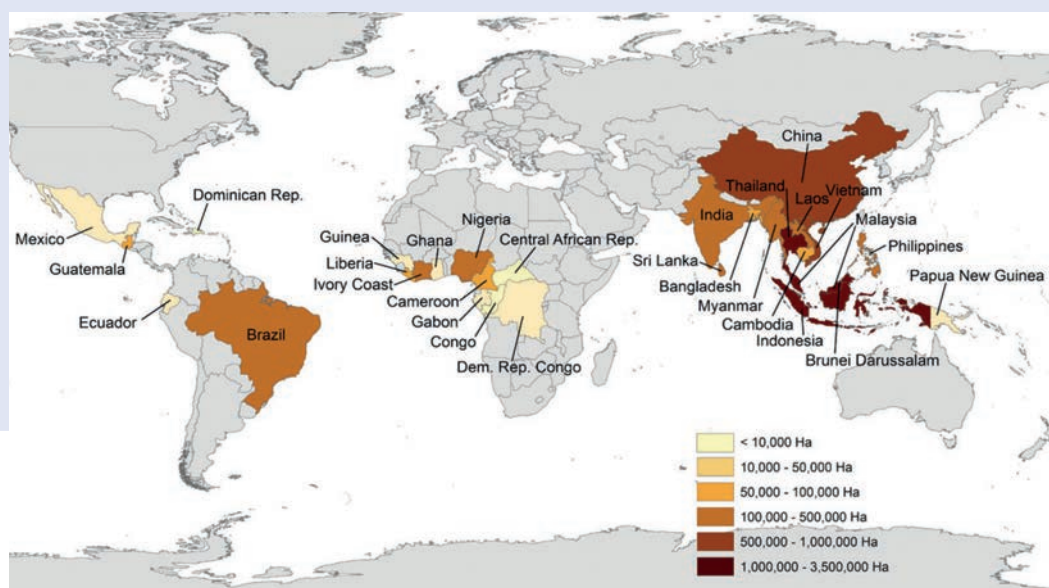 China
Thailand
Laos
Vietnam
Dominican Rep.
Nigeria
India
Malaysia
Mexico
Guinea
Ghana
Central African Rep.
Philippines
Guatemala
Liberia
Sri Lanka
Papua New Guinea
Ivory Coast
Bangladesh
Cameroon
Myanmar
Ecuador
Brazil
Gabon
Cambodia
Congo
Indonesia
Dem. Rep. Congo
Brunei Darussalam
< 10,000 Ha
10,000 - 50,000 Ha
50,000 - 100,000 Ha
100,000 - 500,000 Ha
500,000 - 1,000,000 Ha
1,000,000 - 3,500,000 Ha